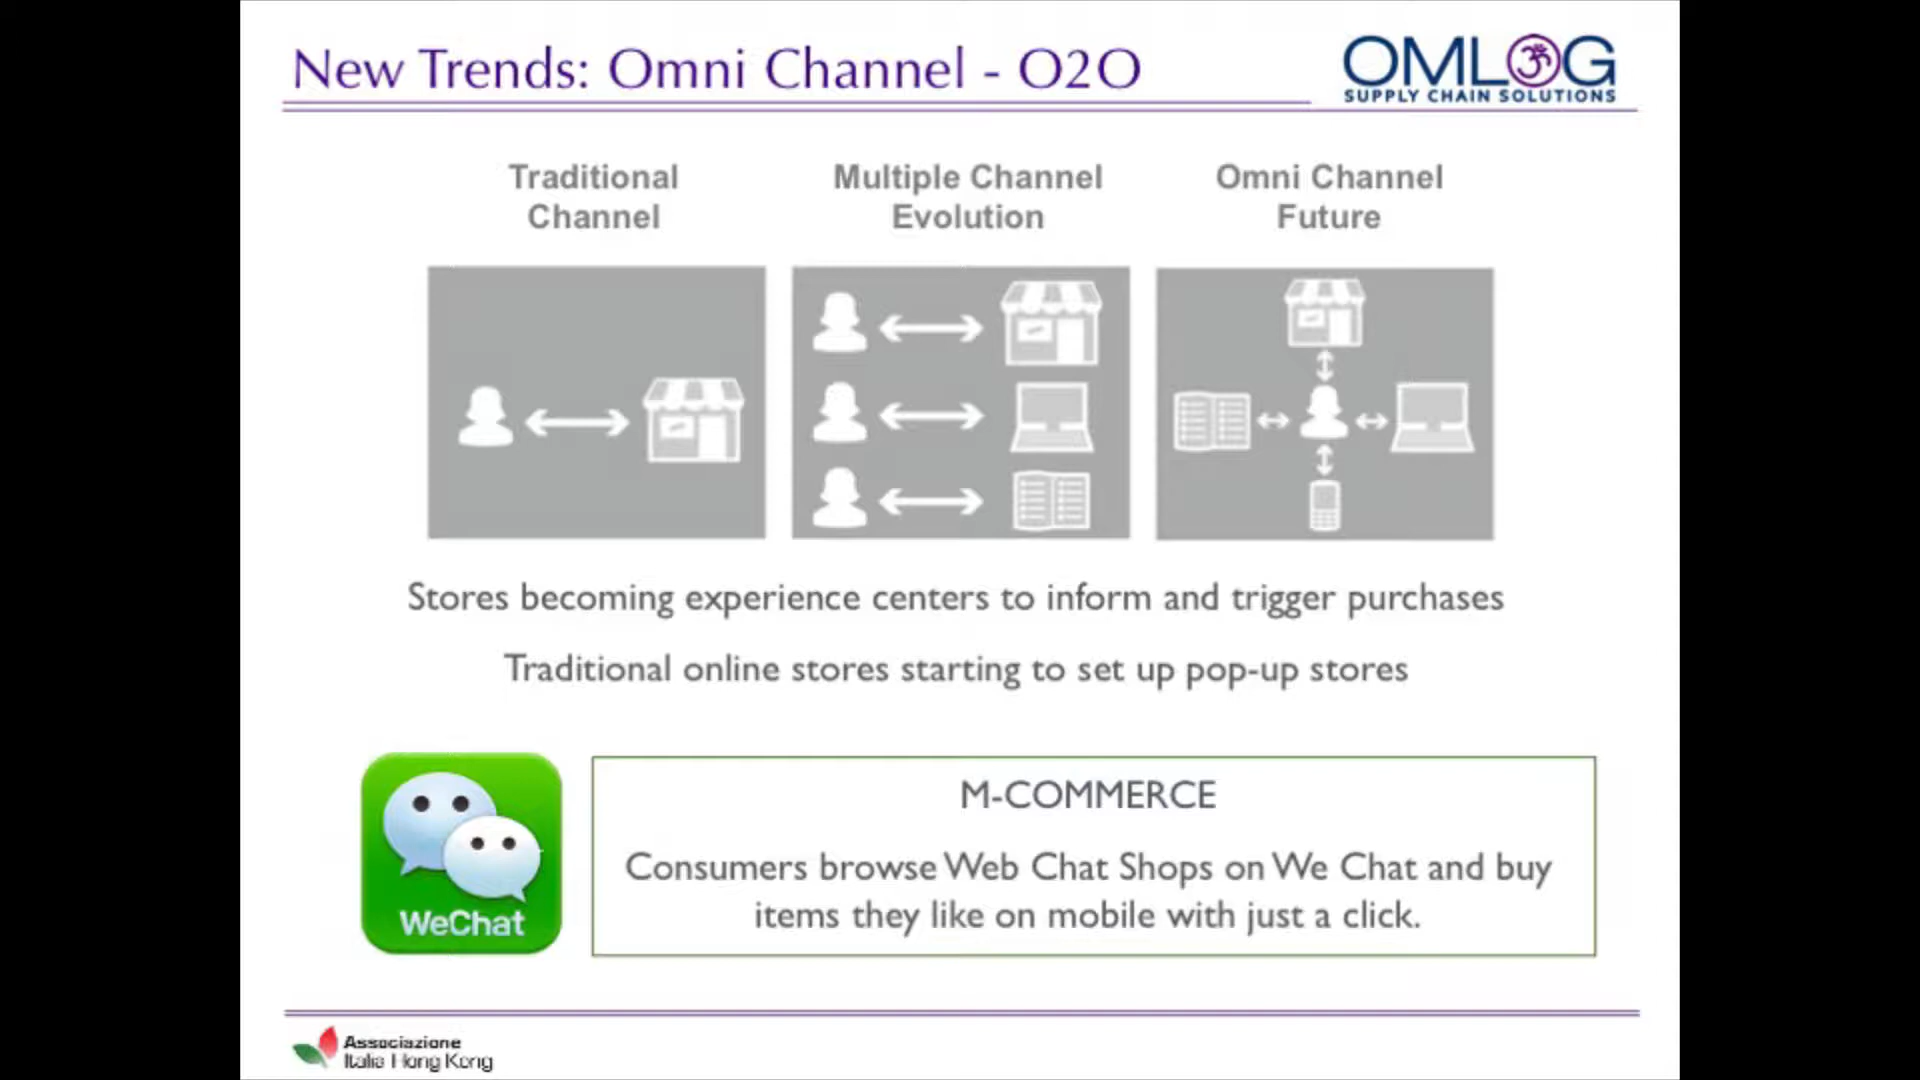 New Trends: Omni Channel - O2O
OMLOG
SUPPLY CHAIN SOLUTIONS
Traditional
Channel
Multiple Channel
Evolution
Omni Channel
Future
Stores becoming experience centers to inform and trigger purchases
Traditional online stores starting to set up pop-up stores
WeChat
M-COMMERCE
Consumers browse Web Chat Shops on We Chat and buy
items they like on mobile with just a click.
Associazione
Italia Hong Kong